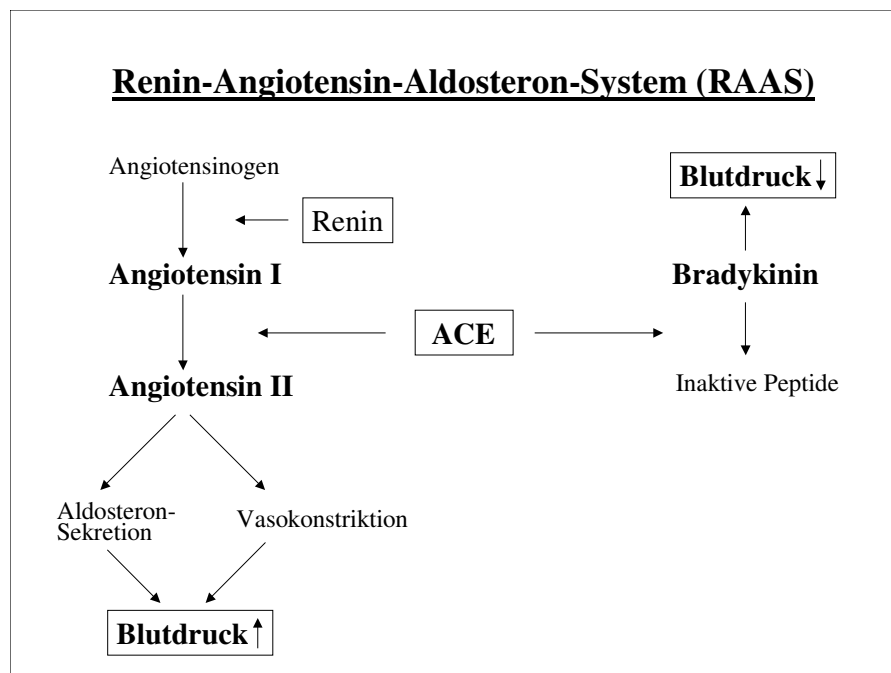 Renin-Angiotensin-Aldosteron-System (RAAS)
Angiotensinogen
Renin
Angiotensin I
ACE
Angiotensin II
Aldosteron-
Sekretion
Vasokonstriktion
Blutdruck↑
Blutdruck↓
Bradykinin
Inaktive Peptide